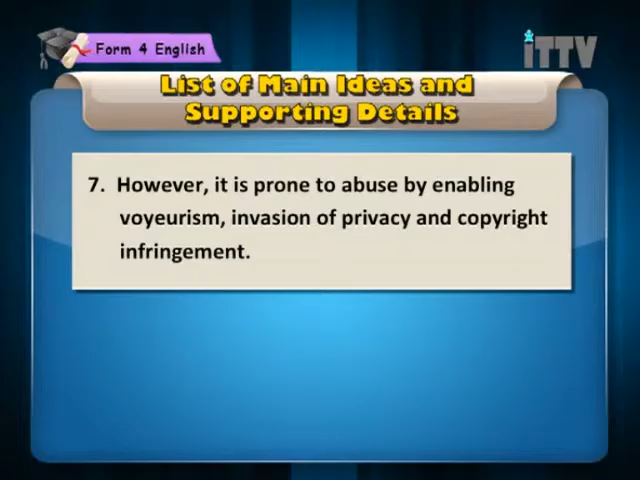 Form 4 English
iTTV
List of Main Ideas and
Supporting Details
7. However, it is prone to abuse by enabling
voyeurism, invasion of privacy and copyright
infringement.